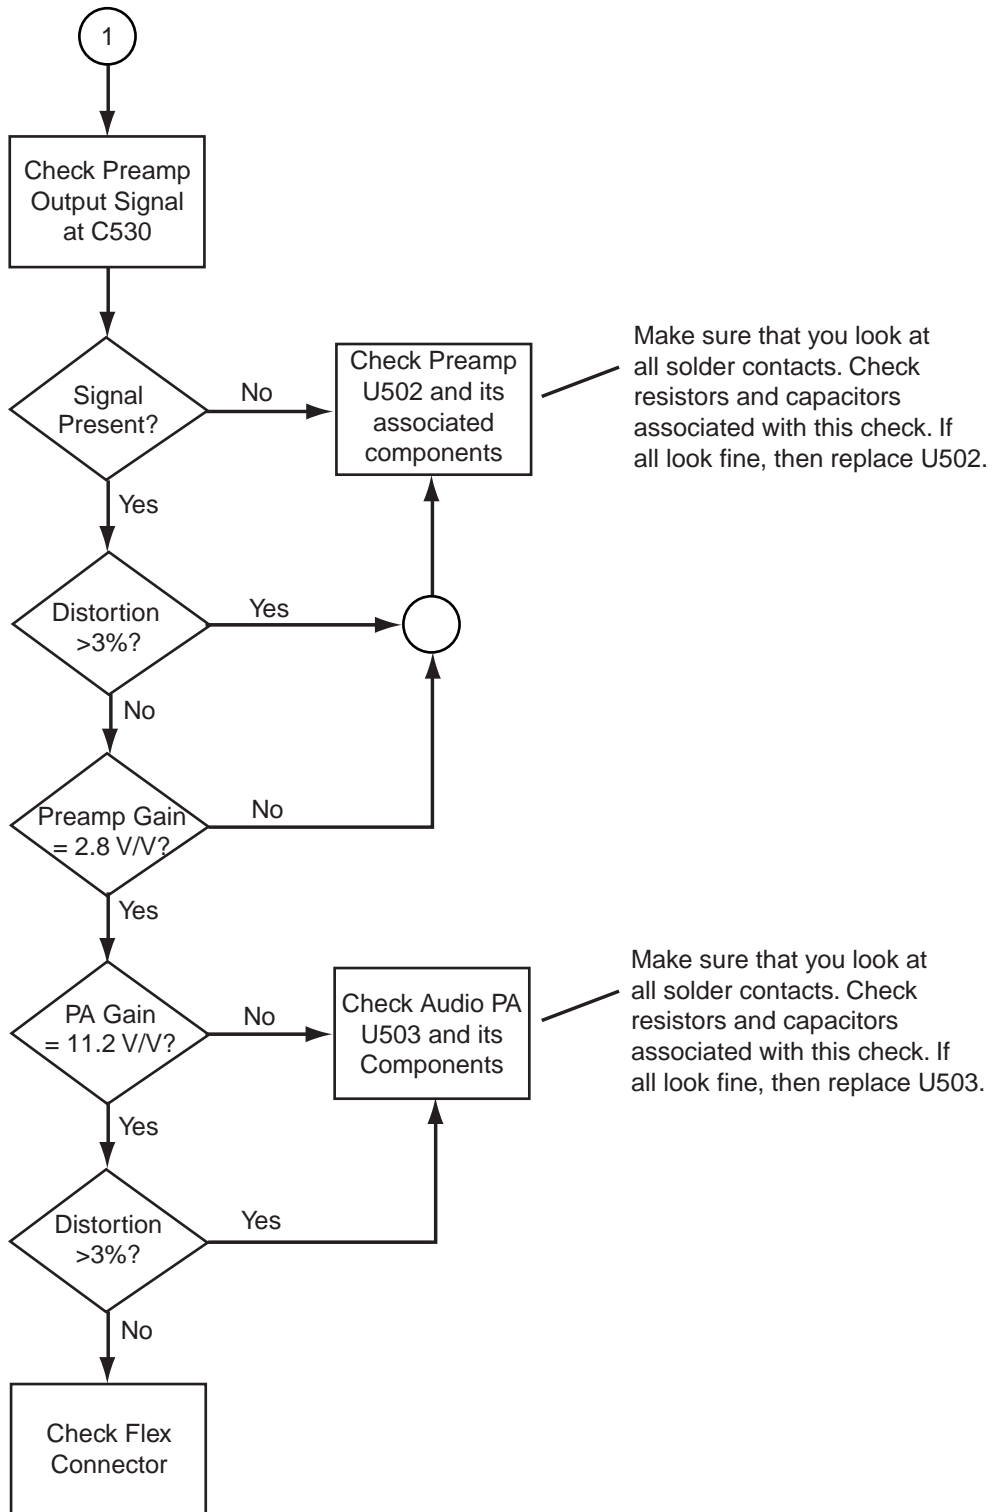 1
Check Preamp
Output Signal
at C530
Signal
Present?
No
Check Preamp
U502 and its
associated
components
Make sure that you look at
all solder contacts. Check
resistors and capacitors
associated with this check. If
all look fine, then replace U502.
Yes
Distortion
>3%?
Yes
No
Preamp Gain
= 2.8 V/V?
No
Yes
PA Gain
= 11.2 V/V?
No
Check Audio PA
U503 and its
Components
Make sure that you look at
all solder contacts. Check
resistors and capacitors
associated with this check. If
all look fine, then replace U503.
Yes
Distortion
>3%?
Yes
No
Check Flex
Connector